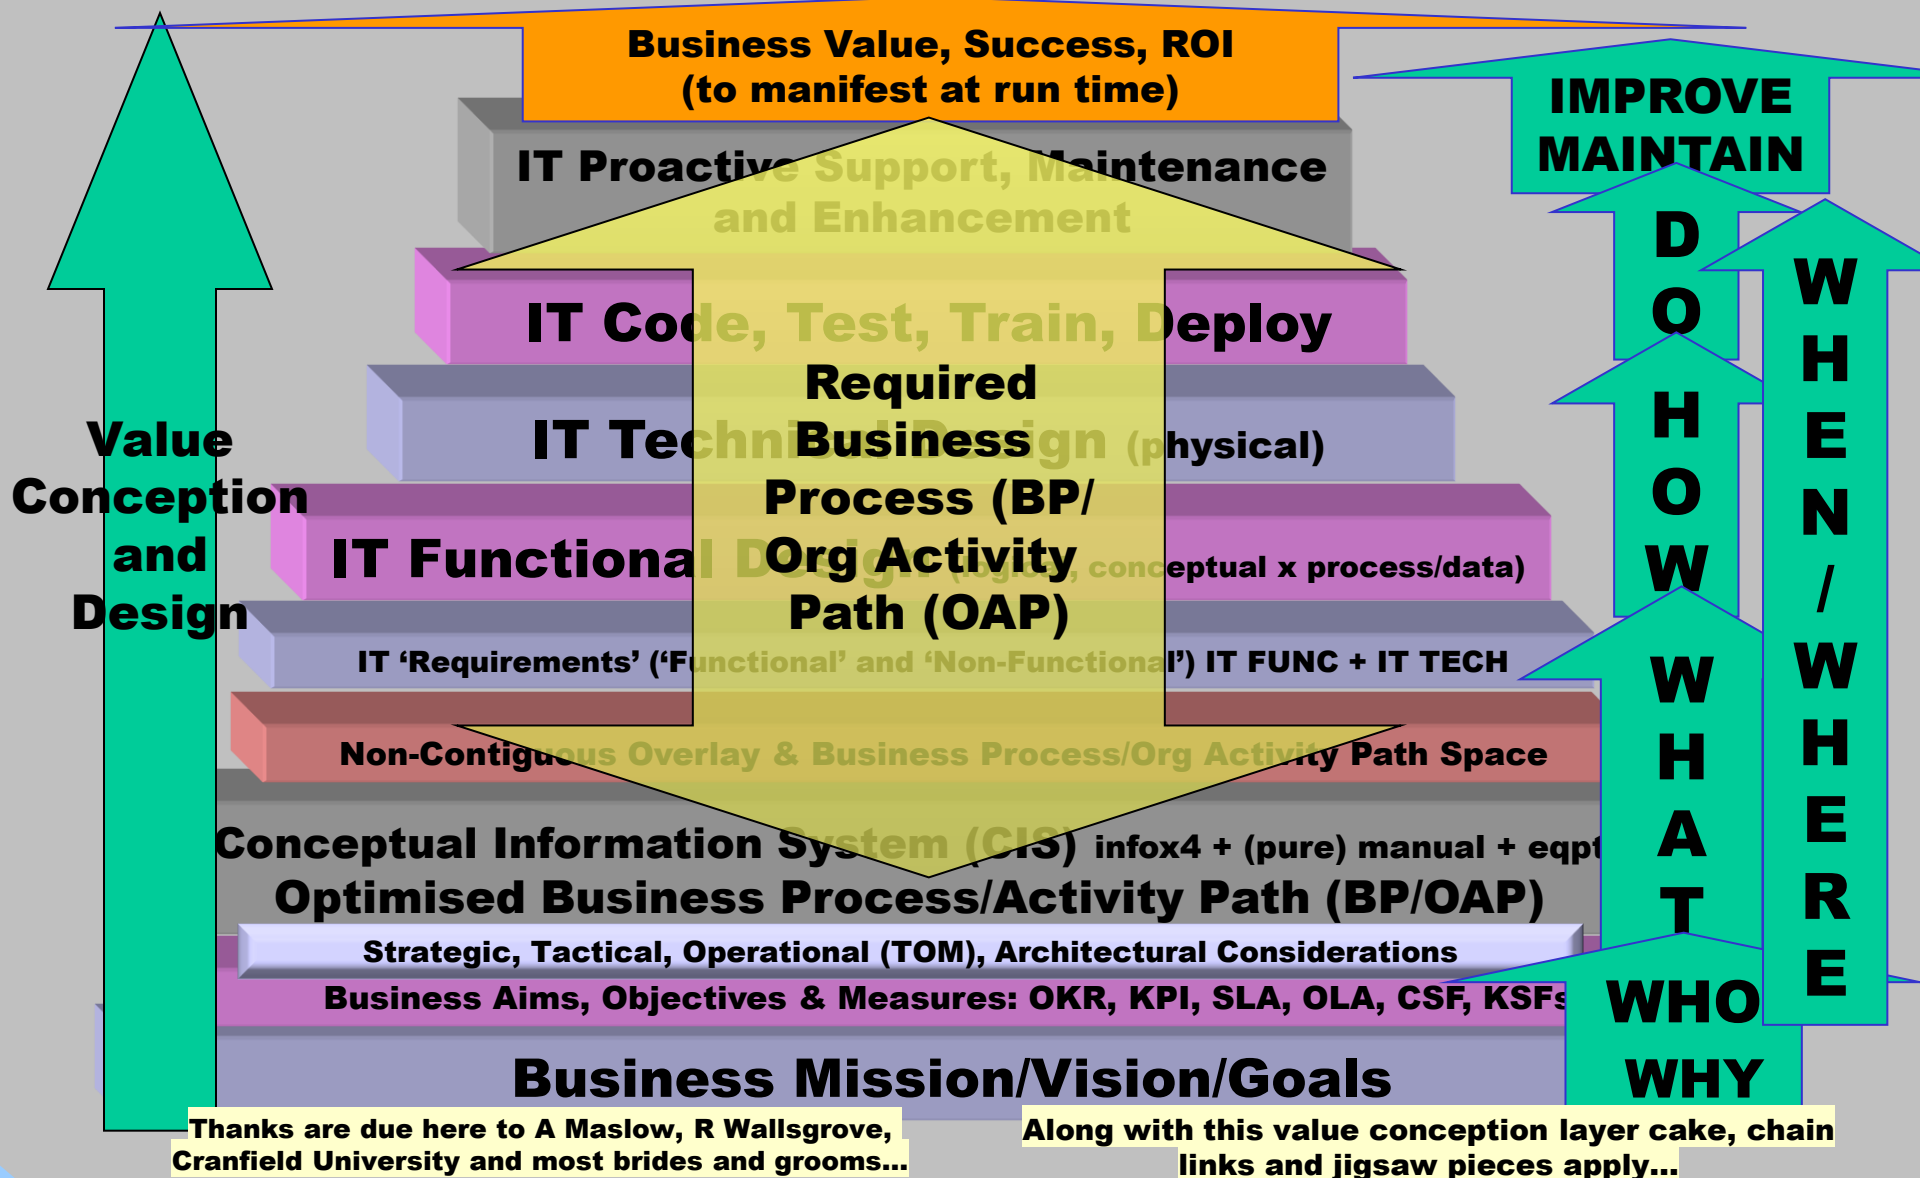 Business Value, Success, ROI
(to manifest at run time)
IT Proactive Support, Maintenance
and Enhancement
IT Code, Test, Train, Deploy
IT Technical Design (physical)
IT Functional Design (logical, conceptual x process/data)
IT ‘Requirements’ (‘Functional’ and ‘Non-Functional’) IT FUNC + IT TECH
Non-Contiguous Overlay & Business Process/Org Activity Path Space
Conceptual Information System (CIS) infox4 + (pure) manual + eqpt
Optimised Business Process/Activity Path (BP/OAP)
Strategic, Tactical, Operational (TOM), Architectural Considerations
Business Aims, Objectives & Measures: OKR, KPI, SLA, OLA, CSF, KSFs
Business Mission/Vision/Goals
Required
Business
Process (BP/
Org Activity
Path (OAP)
Value
Conception
and
Design
IMPROVE
MAINTAIN
D
O
H
O
W
W
H
A
T
WHO
WHY
W
H
E
N
/
W
H
E
R
E
Thanks are due here to A Maslow, R Wallsgrove,
Cranfield University and most brides and grooms…
Along with this value conception layer cake, chain
links and jigsaw pieces apply…